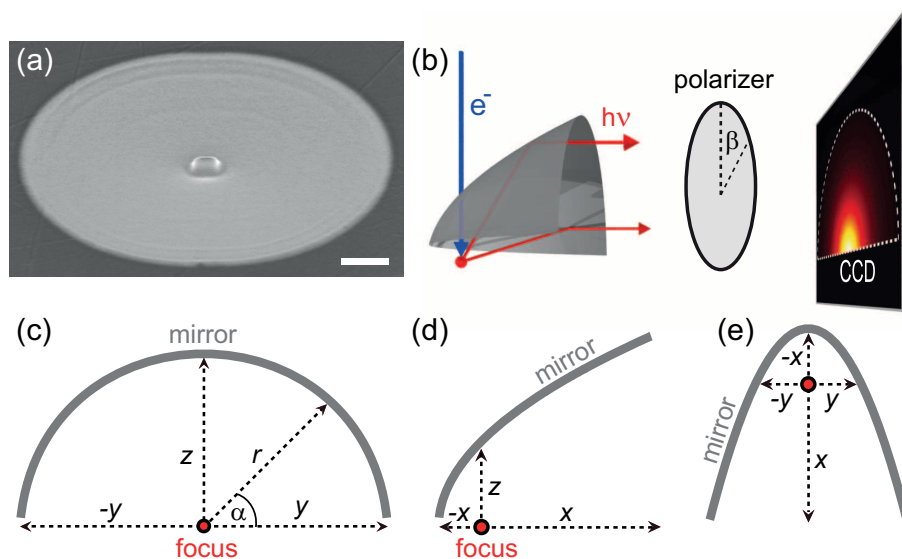 (a)
(b)
e-
hν
polarizer
β
CCD
(c)
mirror
z
r
-y
α
y
focus
(d)
mirror
z
-x
x
focus
(e)
-x
-y
y
mirror
x